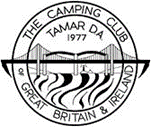 THE CAMPING CLUB
TAMAR DA
1977
of GREAT BRITAIN & IRELAND